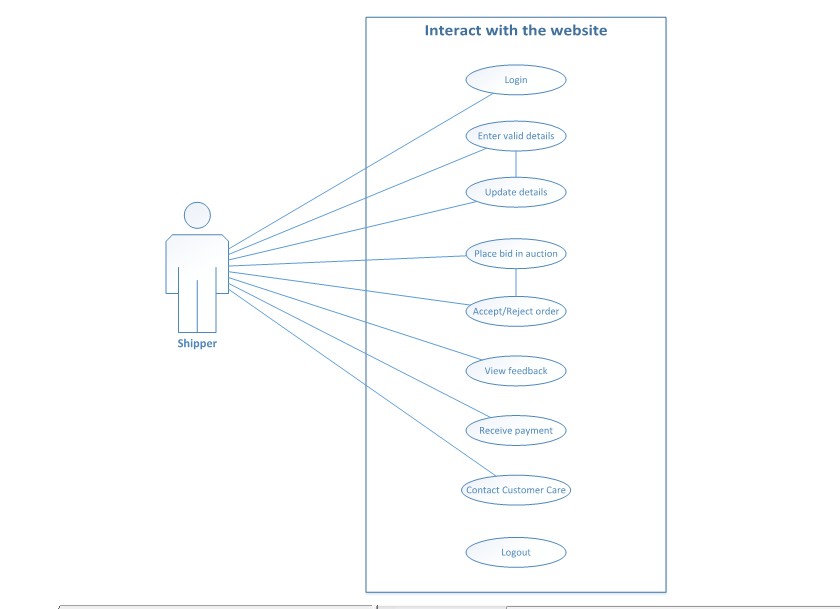 Interact with the website
Login
Enter valid details
Update details
Place bid in auction
Accept/Reject order
Shipper
View feedback
Receive payment
Contact Customer Care
Logout